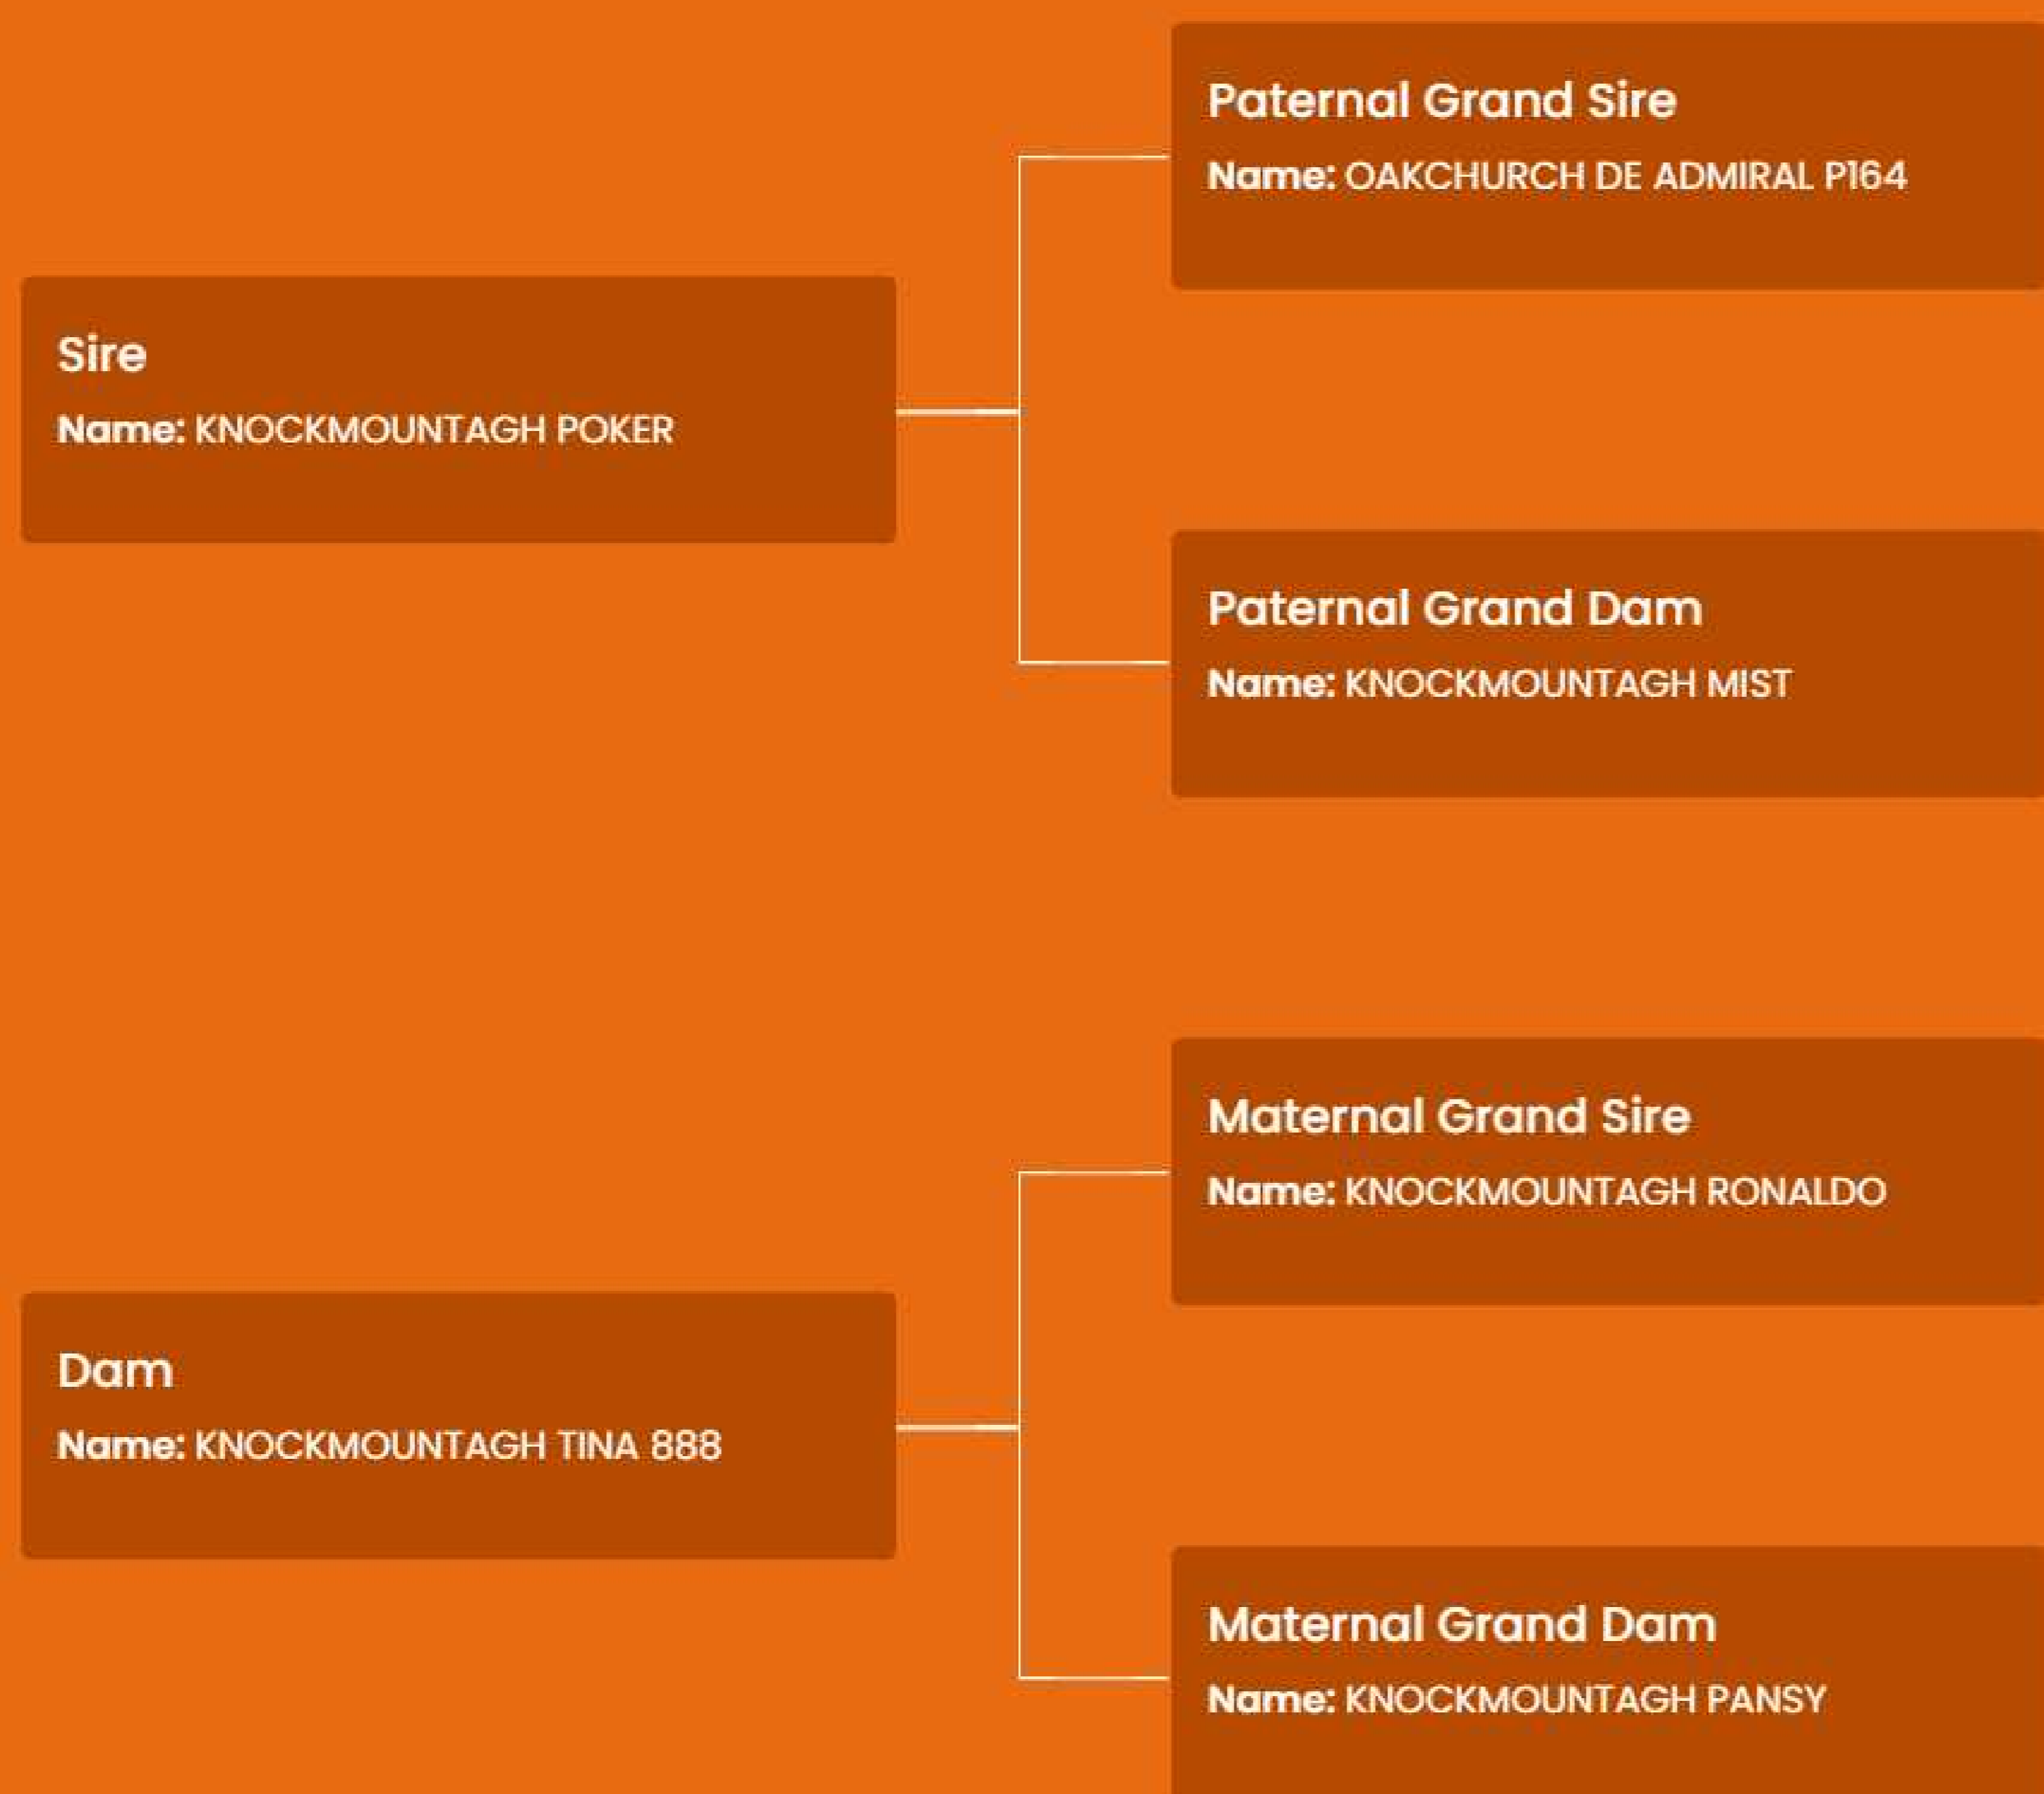 Paternal Grand Sire
Name: OAKCHURCH DE ADMIRAL P164
Sire
Name: KNOCKMOUNTAGH POKER
Paternal Grand Dam
Name: KNOCKMOUNTAGH MIST
Maternal Grand Sire
Name: KNOCKMOUNTAGH RONALDO
Dam
Name: KNOCKMOUNTAGH TINA 888
Maternal Grand Dam
Name: KNOCKMOUNTAGH PANSY